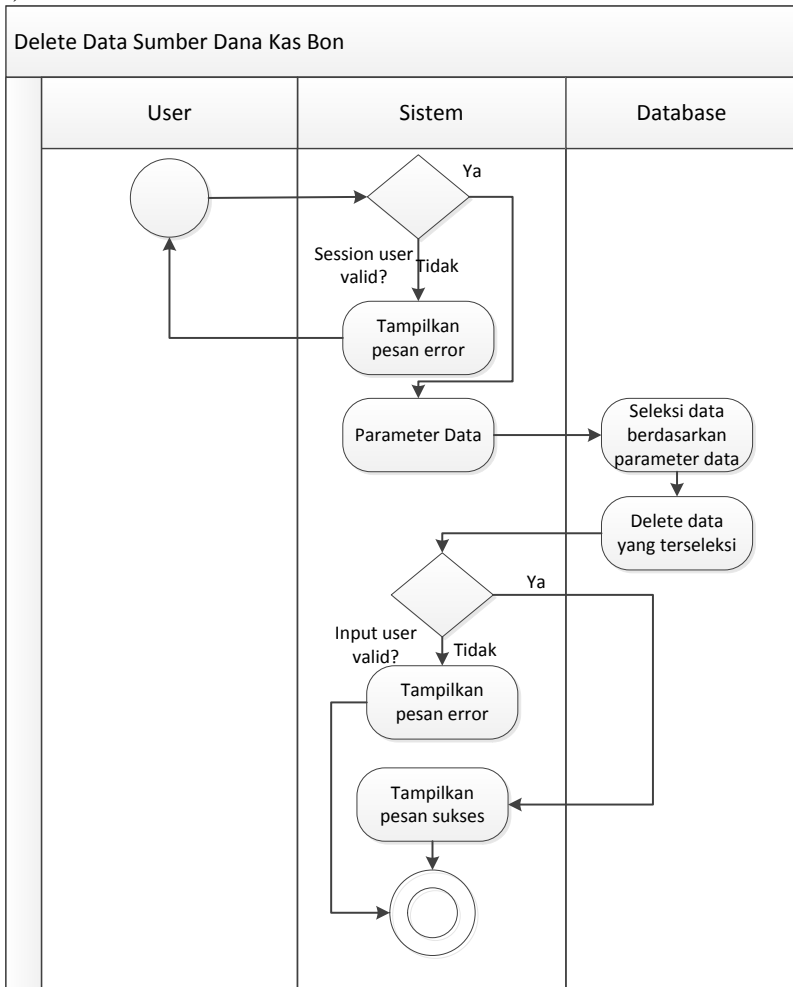 Delete Data Sumber Dana Kas Bon
User
Sistem
Database
Ya
Session user
valid?
Tidak
Tampilkan
pesan error
Parameter Data
Seleksi data
berdasarkan
parameter data
Delete data
yang terseleksi
Ya
Input user
valid?
Tidak
Tampilkan
pesan error
Tampilkan
pesan sukses